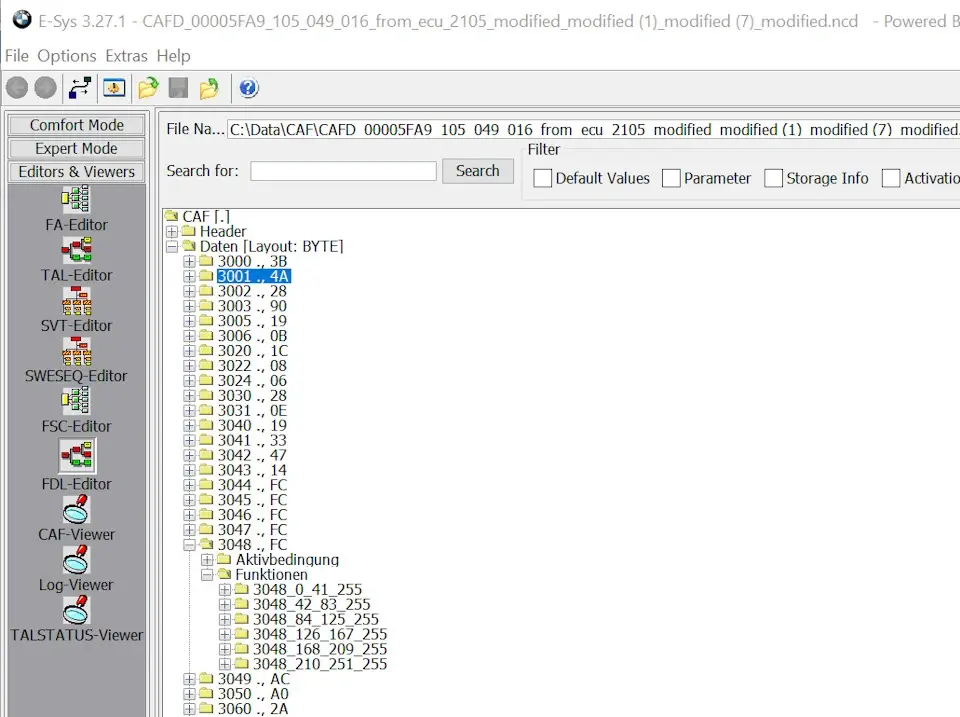 E-Sys 3.27.1 - CAFD_00005FA9_105_049_016_from_ecu_2105_modified_modified (1)_modified (7)_modified.ncd - Powered B
File Options Extras Help
Comfort Mode
Expert Mode
Editors & Viewers
FA-Editor
TAL-Editor
SVT-Editor
SWESEQ-Editor
FSC-Editor
FDL-Editor
CAF-Viewer
Log-Viewer
TALSTATUS-Viewer
File Na... C:\Data\CAF\CAFD_00005FA9_105_049_016_from_ecu_2105_modified_modified (1)_modified (7)_modified.
Search for: Search
Filter
Default Values Parameter Storage Info Activatio
CAF [.]
Header
Daten [Layout: BYTE]
3000 ., 3B
3001 ., 4A
3002 ., 28
3003 ., 90
3005 ., 19
3006 ., 0B
3020 ., 1C
3022 ., 08
3024 ., 06
3030 ., 28
3031 ., 0E
3040 ., 19
3041 ., 33
3042 ., 47
3043 ., 14
3044 ., FC
3045 ., FC
3046 ., FC
3047 ., FC
3048 ., FC
Aktivbedingung
Funktionen
3048_0_41_255
3048_42_83_255
3048_84_125_255
3048_126_167_255
3048_168_209_255
3048_210_251_255
3049 ., AC
3050 ., A0
3060 ., 2A